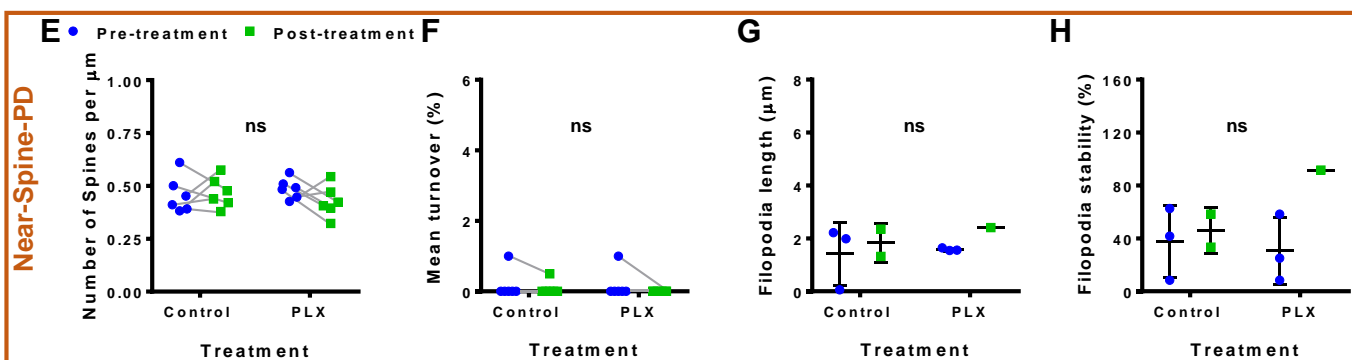 E
Pre-treatment
Post-treatment
F
G
H
Near-Spine-PD
Number of Spines per μm
1.00
0.75
0.50
0.25
0.00
ns
Control
PLX
Treatment
Mean turnover (%)
6
4
2
0
ns
Control
PLX
Treatment
Filopodia length (μm)
8
6
4
2
0
ns
Control
PLX
Treatment
Filopodia stability (%)
160
120
80
40
0
ns
Control
PLX
Treatment